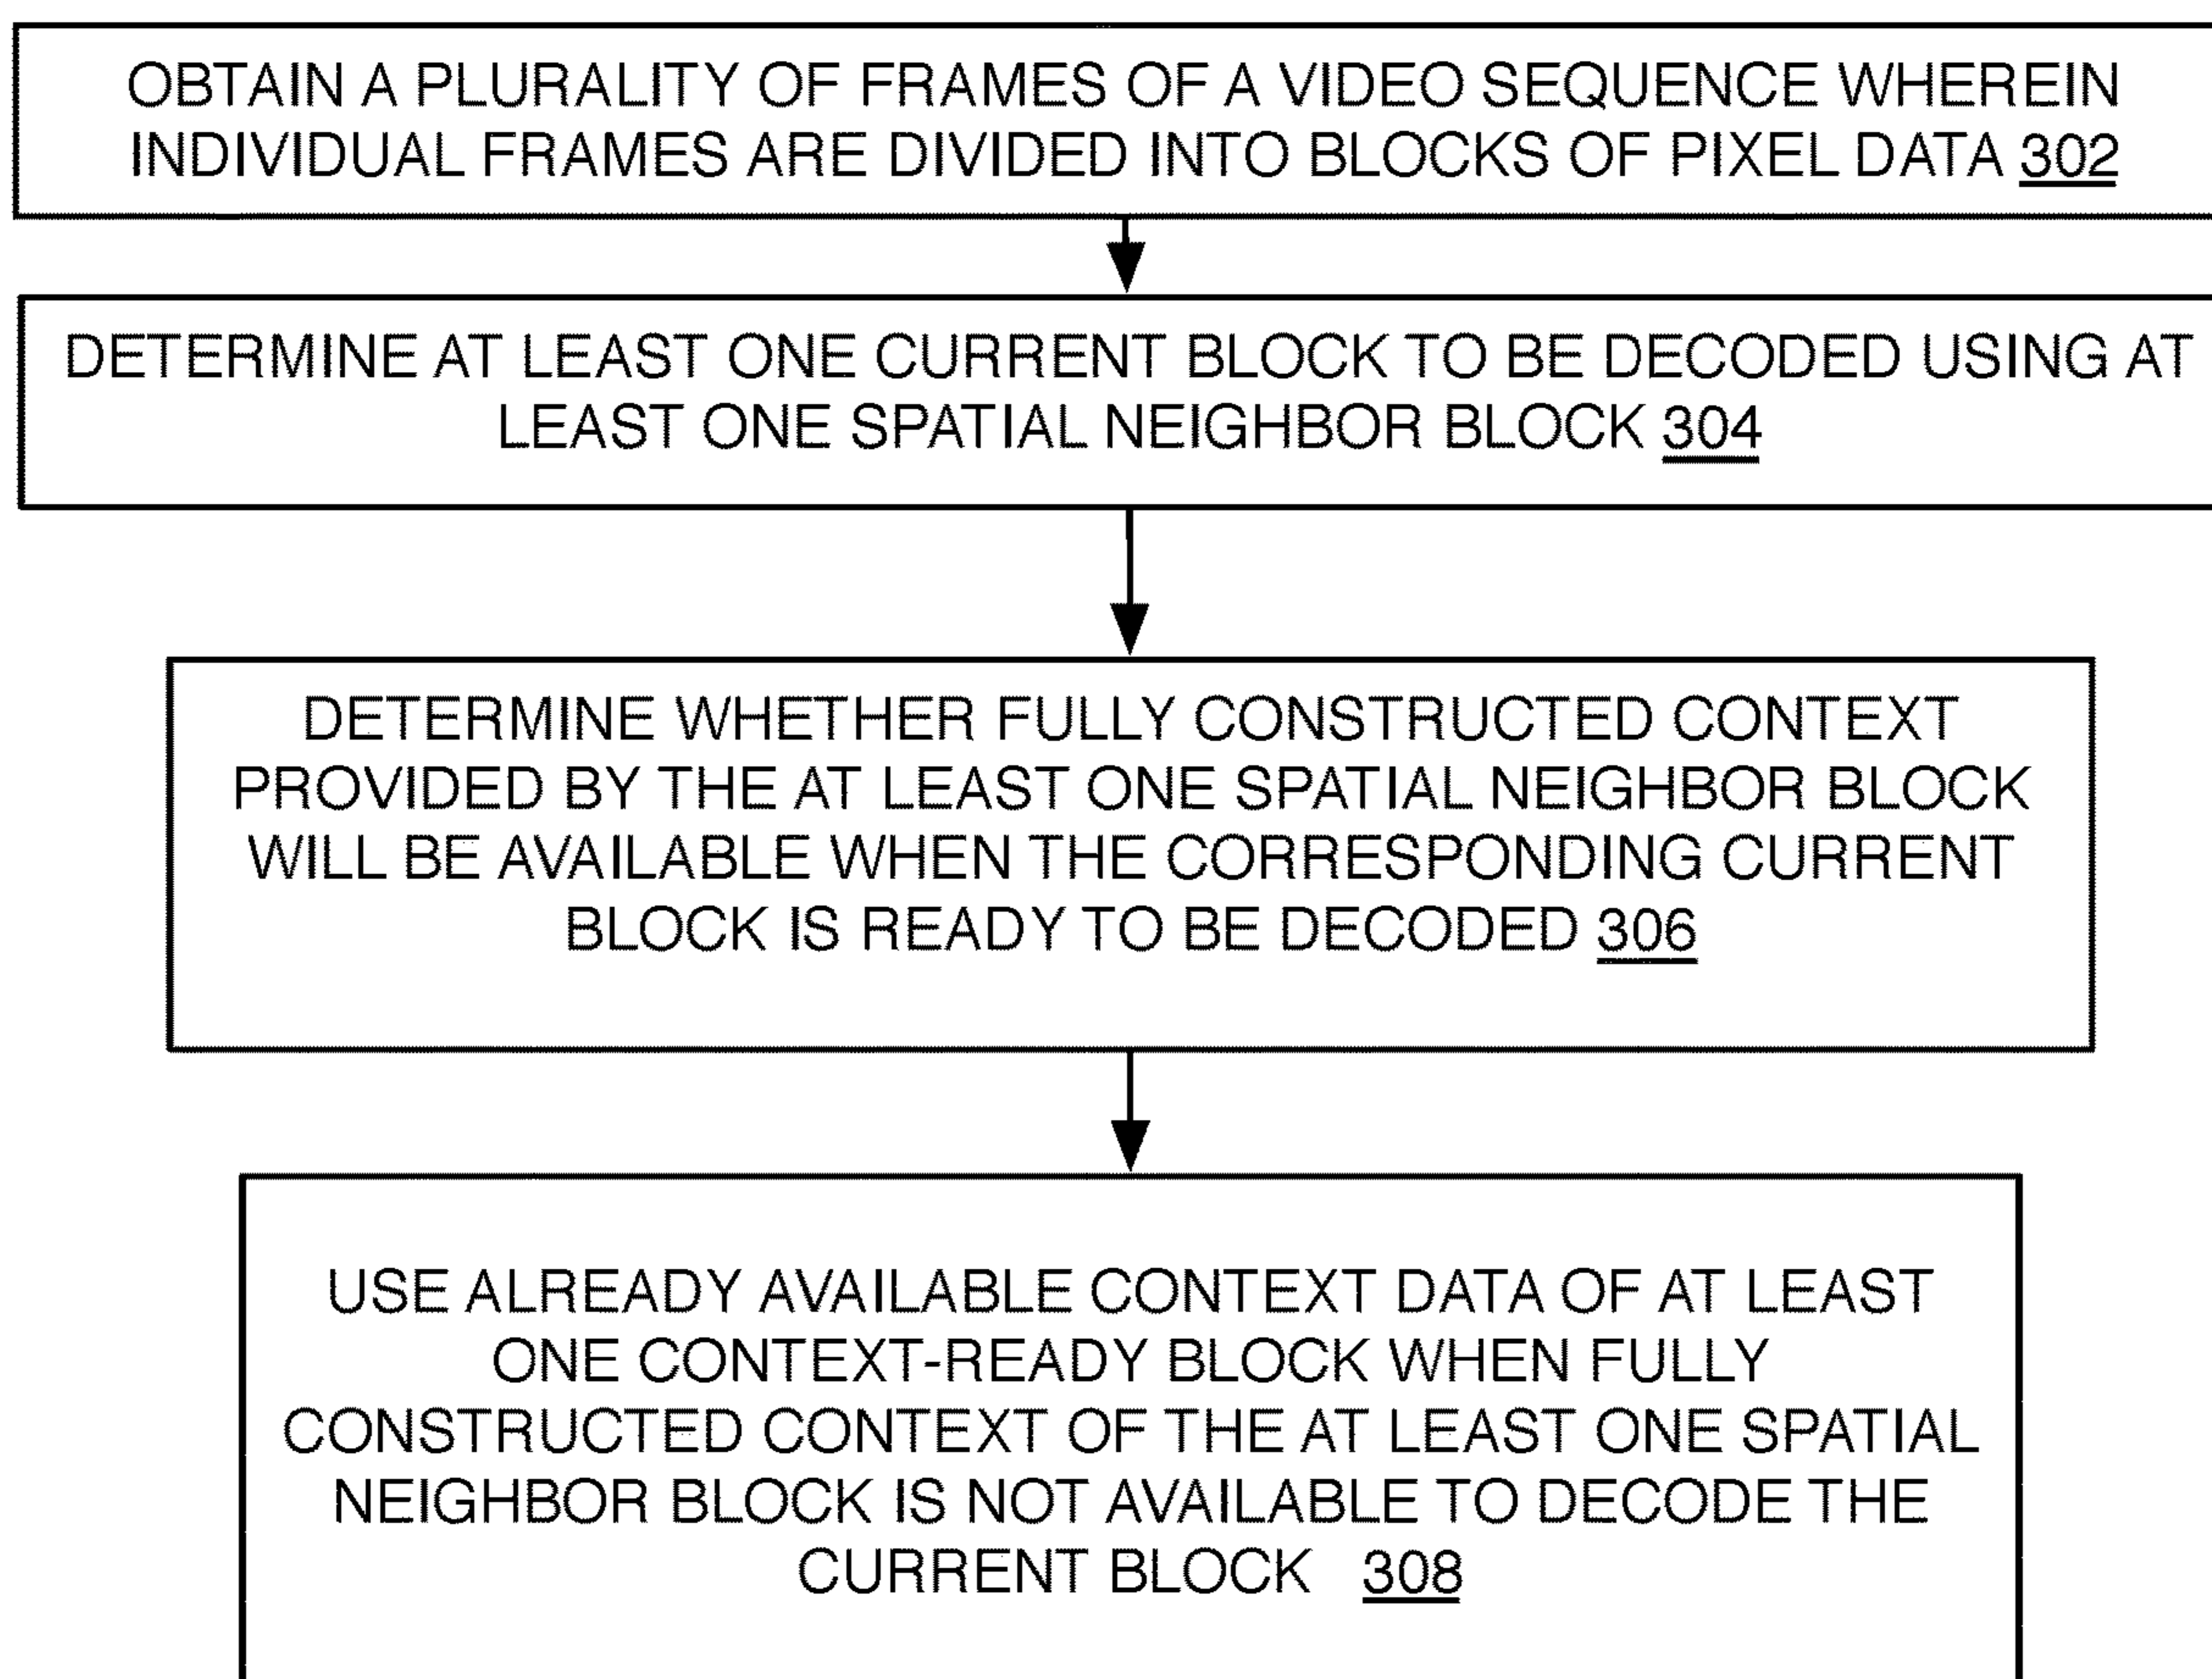 OBTAIN A PLURALITY OF FRAMES OF A VIDEO SEQUENCE WHEREIN
INDIVIDUAL FRAMES ARE DIVIDED INTO BLOCKS OF PIXEL DATA 302
DETERMINE AT LEAST ONE CURRENT BLOCK TO BE DECODED USING AT
LEAST ONE SPATIAL NEIGHBOR BLOCK 304
DETERMINE WHETHER FULLY CONSTRUCTED CONTEXT
PROVIDED BY THE AT LEAST ONE SPATIAL NEIGHBOR BLOCK
WILL BE AVAILABLE WHEN THE CORRESPONDING CURRENT
BLOCK IS READY TO BE DECODED 306
USE ALREADY AVAILABLE CONTEXT DATA OF AT LEAST
ONE CONTEXT-READY BLOCK WHEN FULLY
CONSTRUCTED CONTEXT OF THE AT LEAST ONE SPATIAL
NEIGHBOR BLOCK IS NOT AVAILABLE TO DECODE THE
CURRENT BLOCK 308